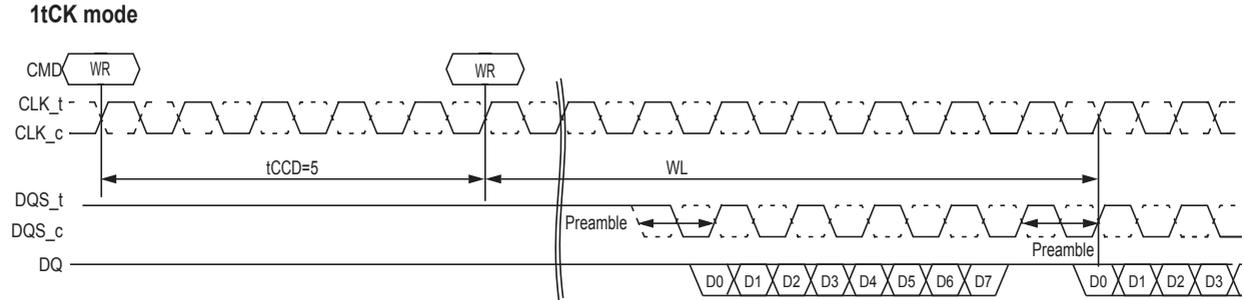 1tCK mode
CMD WR WR
CLK_t
CLK_c
tCCD=5 WL
DQS_t
Preamble
DQS_c
Preamble
DQ D0 D1 D2 D3 D4 D5 D6 D7 D0 D1 D2 D3